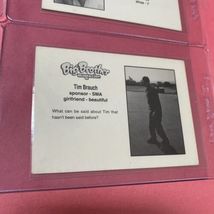 Big Brother
Tim Brauch
sponsor - SMA
girlfriend - beautiful
What can be said about Tim that
hasn't been said before?